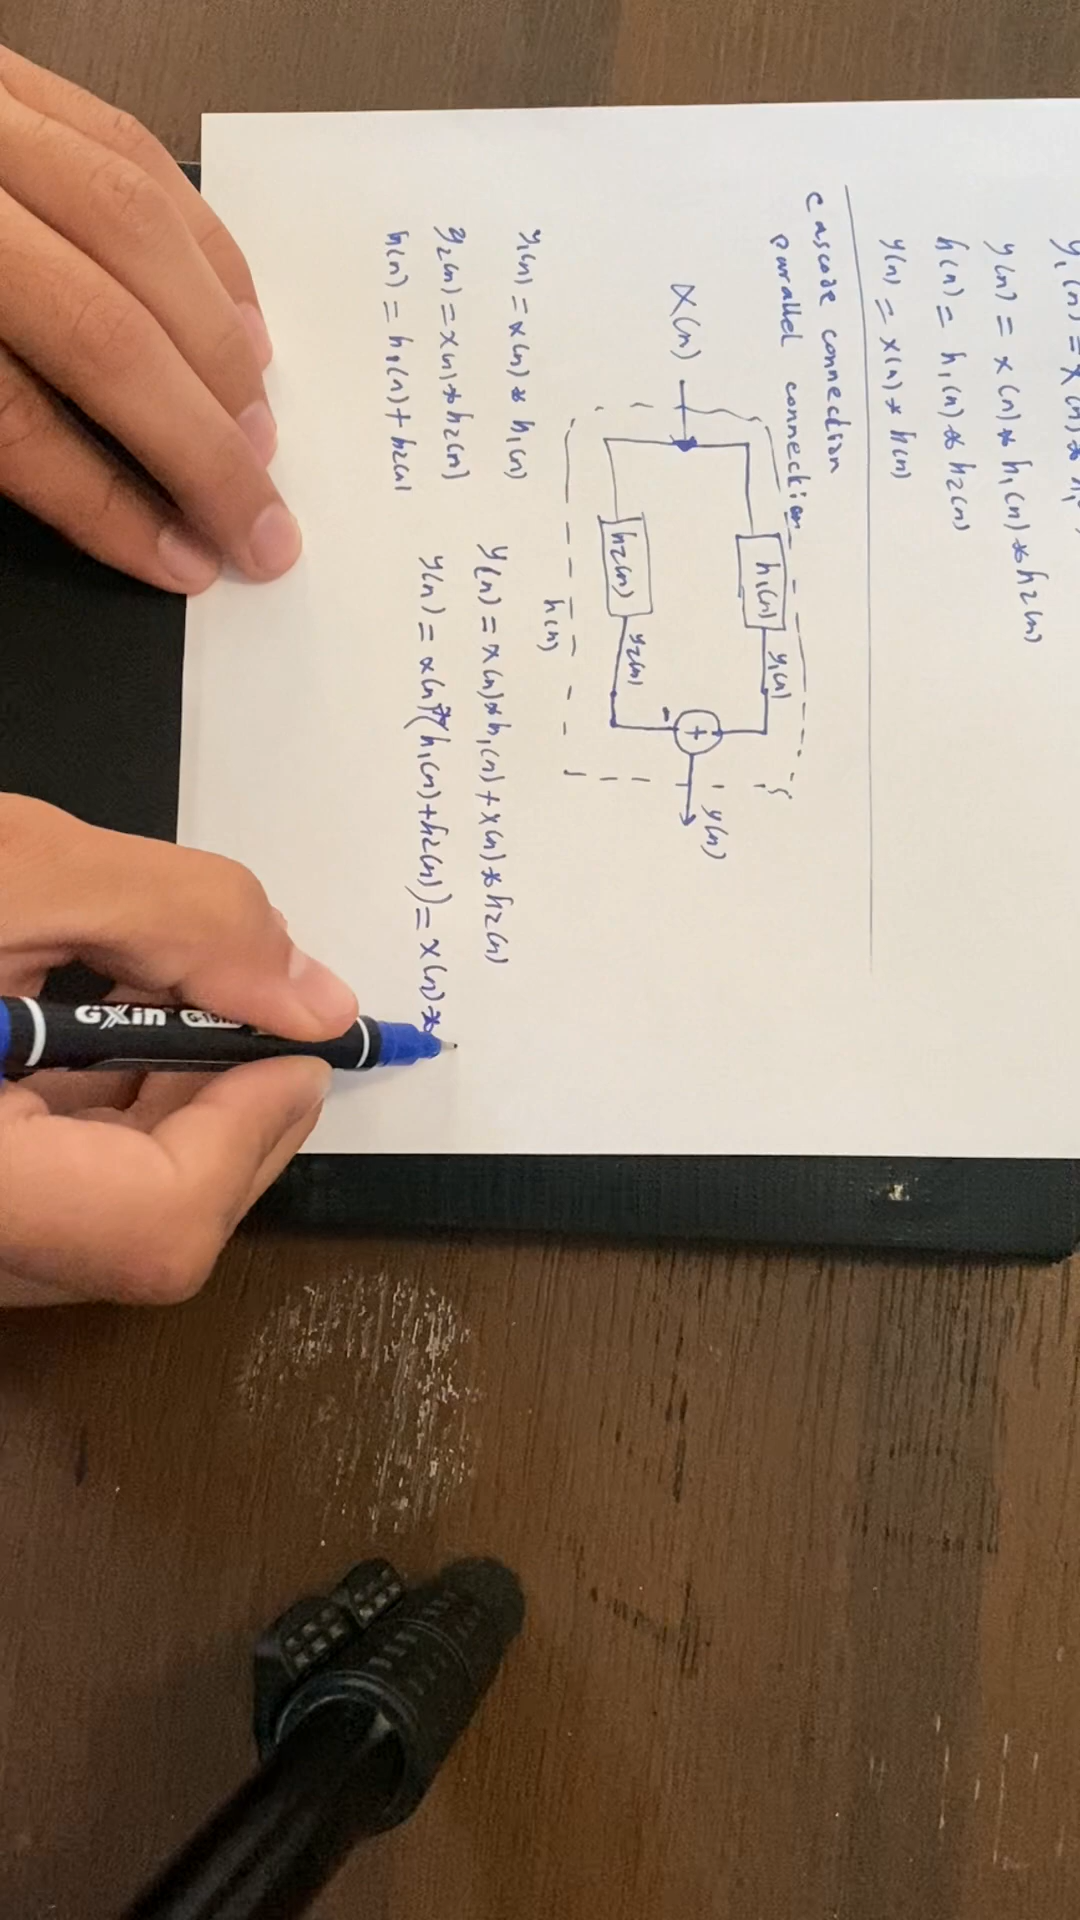 y(n) = x(n) * h1(n) * h2(n)
h(n) = h1(n) * h2(n)
y(n) = x(n) * h(n)
cascade connection
parallel connection
x(n)
h1(n)
y1(n)
+
y(n)
h2(n)
y2(n)
-
h(n)
y1(n) = x(n) * h1(n)
y2(n) = x(n) * h2(n)
h(n) = h1(n) + h2(n)
y(n) = x(n) * h1(n) + x(n) * h2(n)
y(n) = x(n) * (h1(n) + h2(n)) = x(n) *
GXin